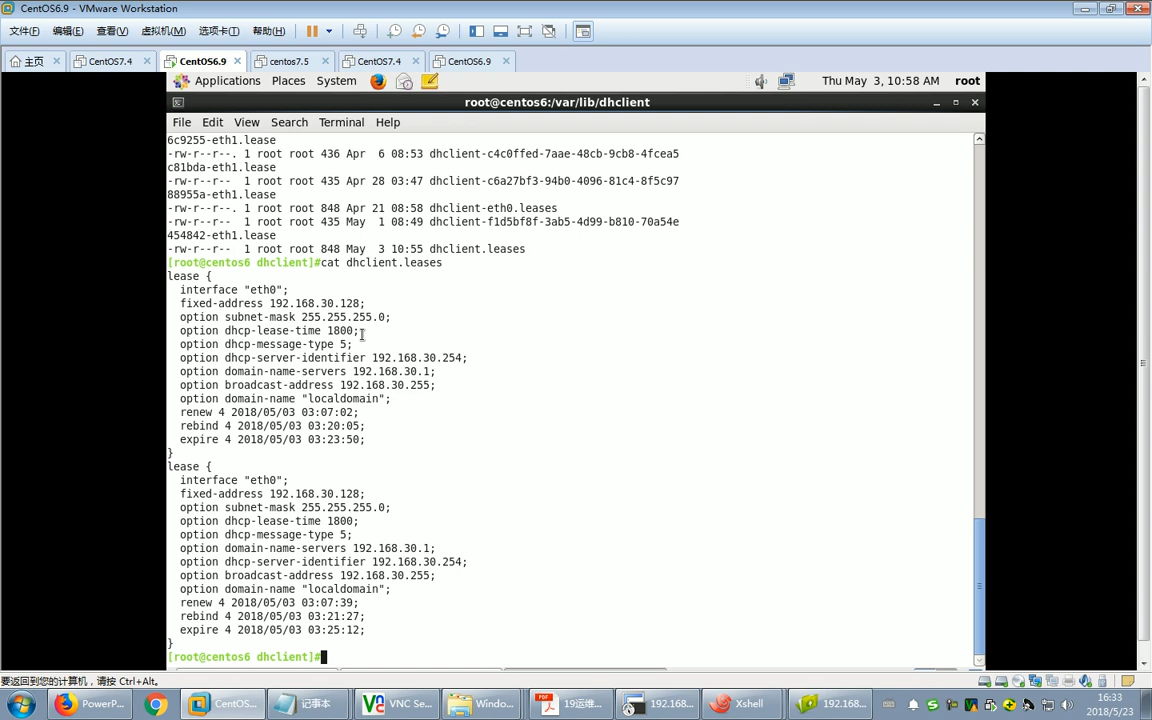 CentOS6.9 - VMware Workstation
文件(F) 编辑(E) 查看(V) 虚拟机(M) 选项卡(T) 帮助(H)
主页 CentOS7.4 CentOS6.9 centos7.5 CentOS7.4 CentOS6.9
Applications Places System Thu May 3, 10:58 AM root
root@centos6:/var/lib/dhclient
File Edit View Search Terminal Help
6c9255-eth1.lease
-rw-r--r--. 1 root root 436 Apr 6 08:53 dhclient-c4c0ffed-7aae-48cb-9cb8-4fcea5
c81bda-eth1.lease
-rw-r--r-- 1 root root 435 Apr 28 03:47 dhclient-c6a27bf3-94b0-4096-81c4-8f5c97
88955a-eth1.lease
-rw-r--r--. 1 root root 848 Apr 21 08:58 dhclient-eth0.leases
-rw-r--r-- 1 root root 435 May 1 08:49 dhclient-f1d5bf8f-3ab5-4d99-b810-70a54e
454842-eth1.lease
-rw-r--r-- 1 root root 848 May 3 10:55 dhclient.leases
[root@centos6 dhclient]#cat dhclient.leases
lease {
interface "eth0";
fixed-address 192.168.30.128;
option subnet-mask 255.255.255.0;
option dhcp-lease-time 1800;
option dhcp-message-type 5;
option dhcp-server-identifier 192.168.30.254;
option domain-name-servers 192.168.30.1;
option broadcast-address 192.168.30.255;
option domain-name "localdomain";
renew 4 2018/05/03 03:07:02;
rebind 4 2018/05/03 03:20:05;
expire 4 2018/05/03 03:23:50;
}
lease {
interface "eth0";
fixed-address 192.168.30.128;
option subnet-mask 255.255.255.0;
option dhcp-lease-time 1800;
option dhcp-message-type 5;
option domain-name-servers 192.168.30.1;
option dhcp-server-identifier 192.168.30.254;
option broadcast-address 192.168.30.255;
option domain-name "localdomain";
renew 4 2018/05/03 03:07:39;
rebind 4 2018/05/03 03:21:27;
expire 4 2018/05/03 03:25:12;
}
[root@centos6 dhclient]#
要返回到您的计算机，请按 Ctrl+Alt。
PowerP... CentOS... 记事本 VNC Se... Windo... 19运维... 192.168... Xshell 192.168... 16:33
2018/5/23